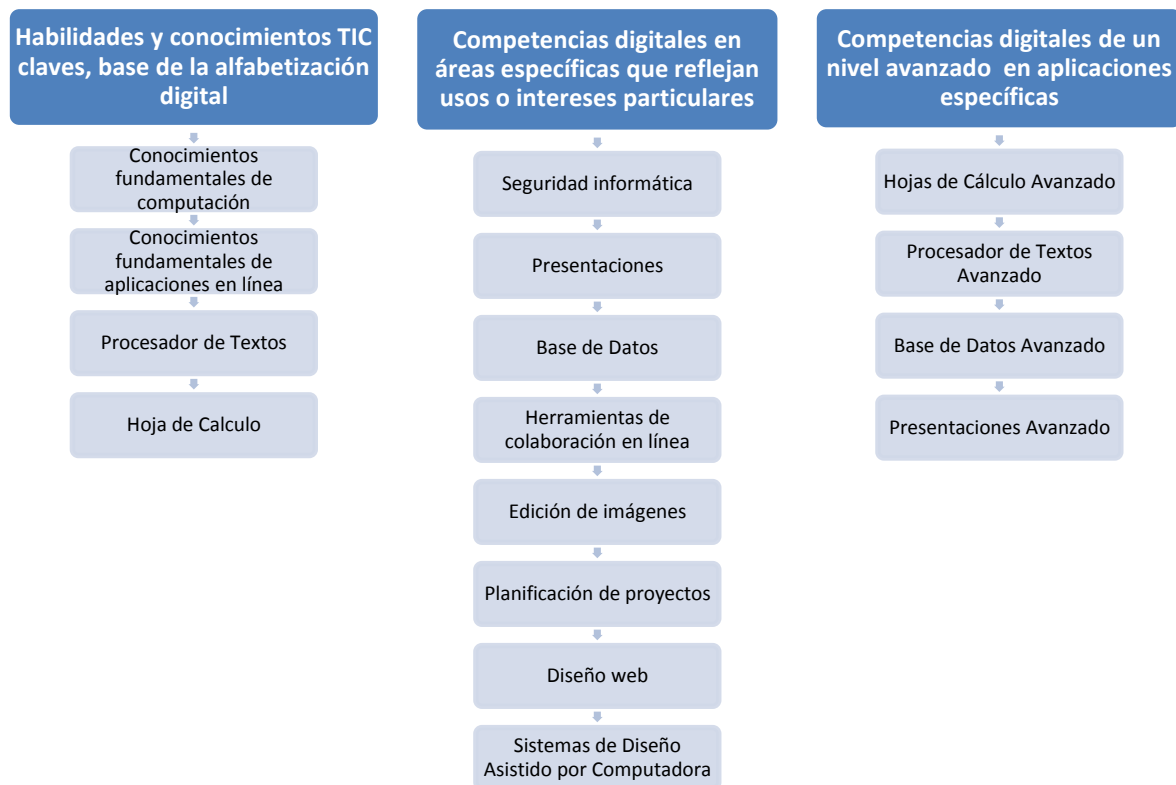 Habilidades y conocimientos TIC
claves, base de la alfabetización
digital
Conocimientos
fundamentales de
computación
Conocimientos
fundamentales de
aplicaciones en línea
Procesador de Textos
Hoja de Calculo
Competencias digitales en
áreas específicas que reflejan
usos o intereses particulares
Seguridad informática
Presentaciones
Base de Datos
Herramientas de
colaboración en línea
Edición de imágenes
Planificación de proyectos
Diseño web
Sistemas de Diseño
Asistido por Computadora
Competencias digitales de un
nivel avanzado en aplicaciones
específicas
Hojas de Cálculo Avanzado
Procesador de Textos
Avanzado
Base de Datos Avanzado
Presentaciones Avanzado